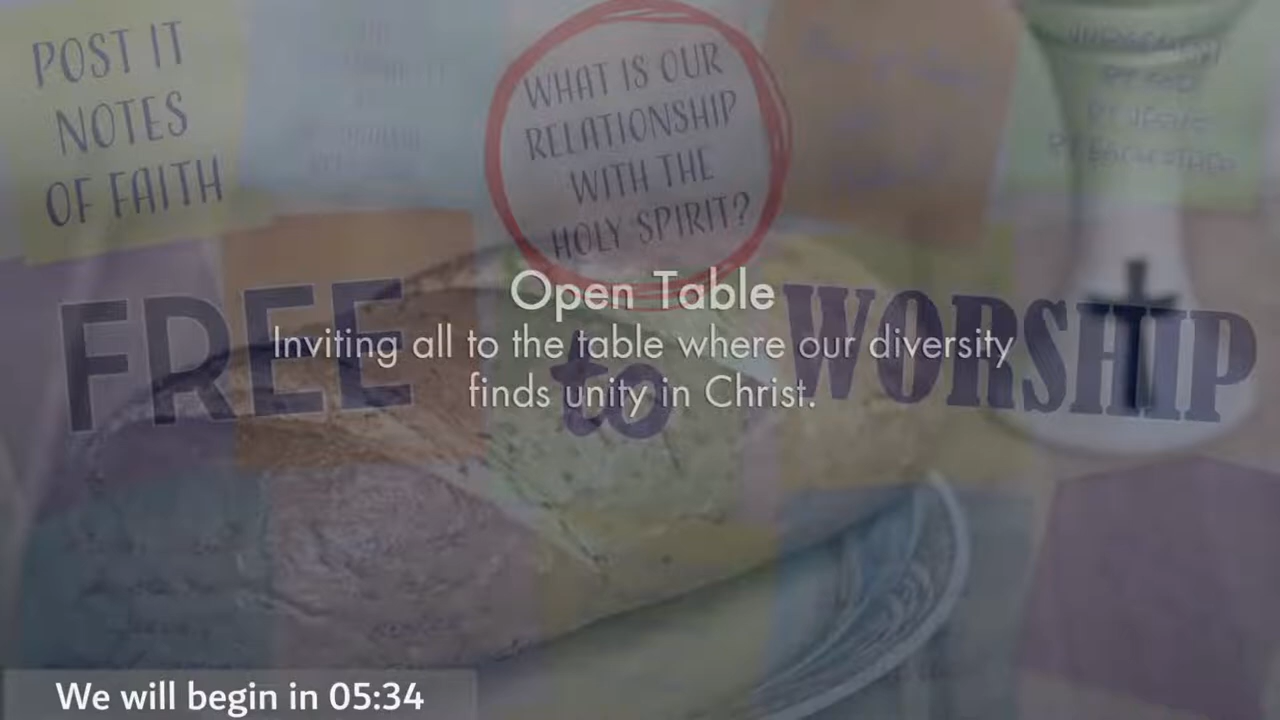 POST IT
NOTES
OF FAITH
WHAT IS OUR
RELATIONSHIP
WITH THE
HOLY SPIRIT?
FREE to WORSHIP
Open Table
Inviting all to the table where our diversity
finds unity in Christ.
We will begin in 05:34